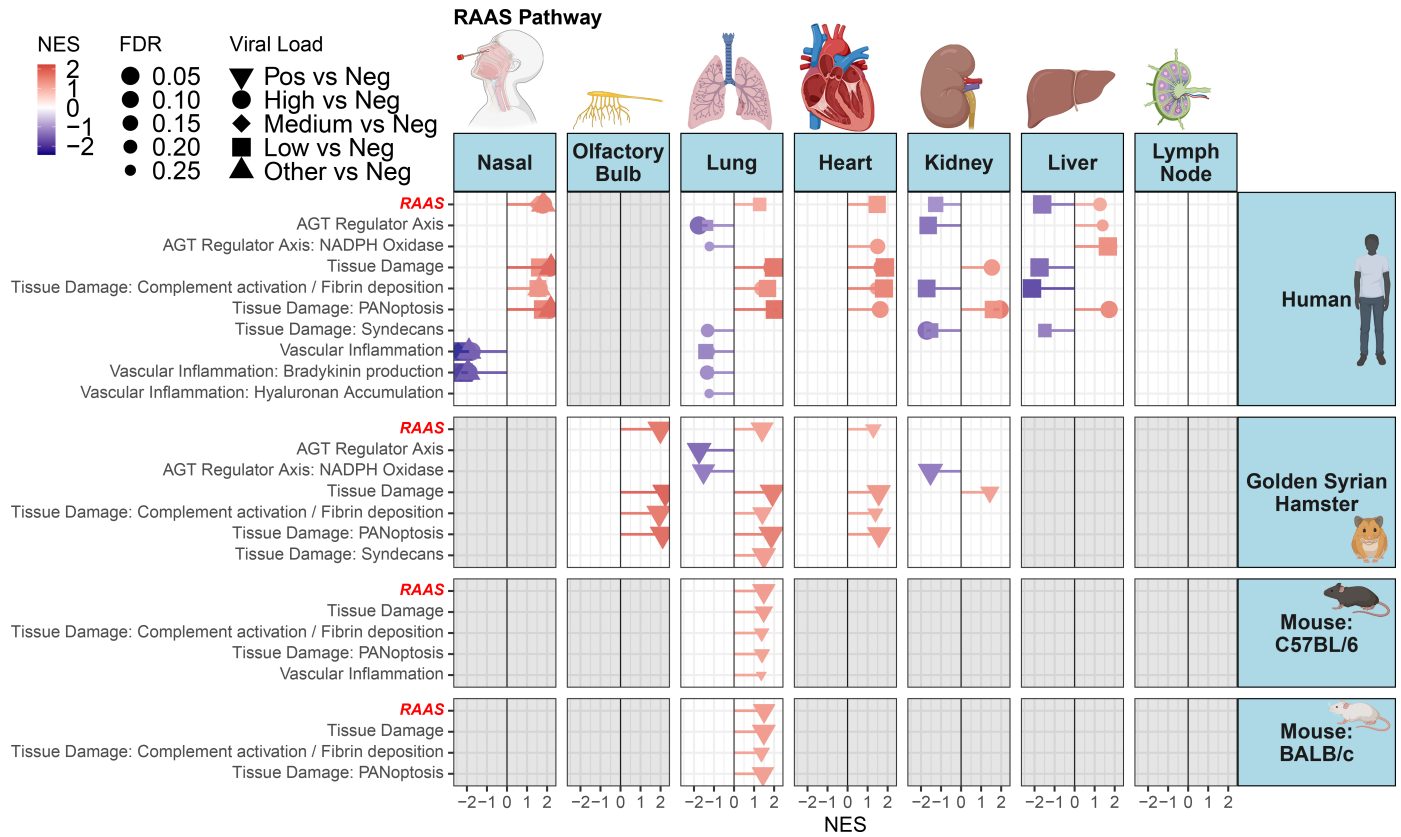 RAAS Pathway
NES
2
1
0
−1
−2
FDR
0.05
0.10
0.15
0.20
0.25
Viral Load
Pos vs Neg
High vs Neg
Medium vs Neg
Low vs Neg
Other vs Neg
Nasal
Olfactory
Bulb
Lung
Heart
Kidney
Liver
Lymph
Node
RAAS
AGT Regulator Axis
AGT Regulator Axis: NADPH Oxidase
Tissue Damage
Tissue Damage: Complement activation / Fibrin deposition
Tissue Damage: PANoptosis
Tissue Damage: Syndecans
Vascular Inflammation
Vascular Inflammation: Bradykinin production
Vascular Inflammation: Hyaluronan Accumulation
Human
RAAS
AGT Regulator Axis
AGT Regulator Axis: NADPH Oxidase
Tissue Damage
Tissue Damage: Complement activation / Fibrin deposition
Tissue Damage: PANoptosis
Tissue Damage: Syndecans
Golden Syrian
Hamster
RAAS
Tissue Damage
Tissue Damage: Complement activation / Fibrin deposition
Tissue Damage: PANoptosis
Vascular Inflammation
Mouse:
C57BL/6
RAAS
Tissue Damage
Tissue Damage: Complement activation / Fibrin deposition
Tissue Damage: PANoptosis
Mouse:
BALB/c
−2 −1 0 1 2 −2 −1 0 1 2 −2 −1 0 1 2 −2 −1 0 1 2 −2 −1 0 1 2 −2 −1 0 1 2 −2 −1 0 1 2
NES